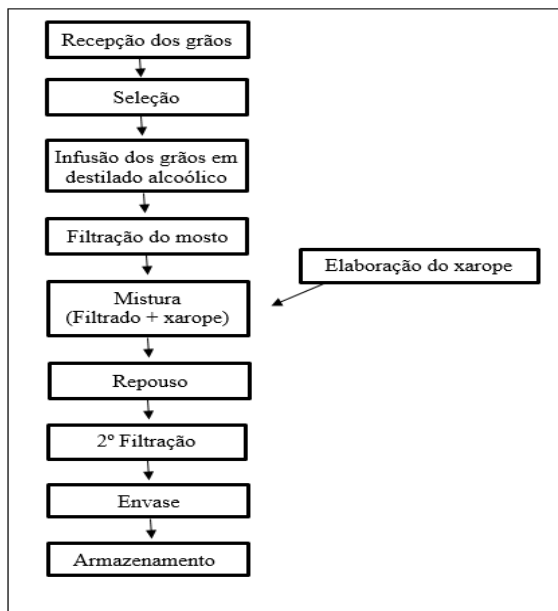 Recepção dos grãos
Seleção
Infusão dos grãos em
destilado alcoólico
Filtração do mosto
Elaboração do xarope
Mistura
(Filtrado + xarope)
Repouso
2º Filtração
Envase
Armazenamento